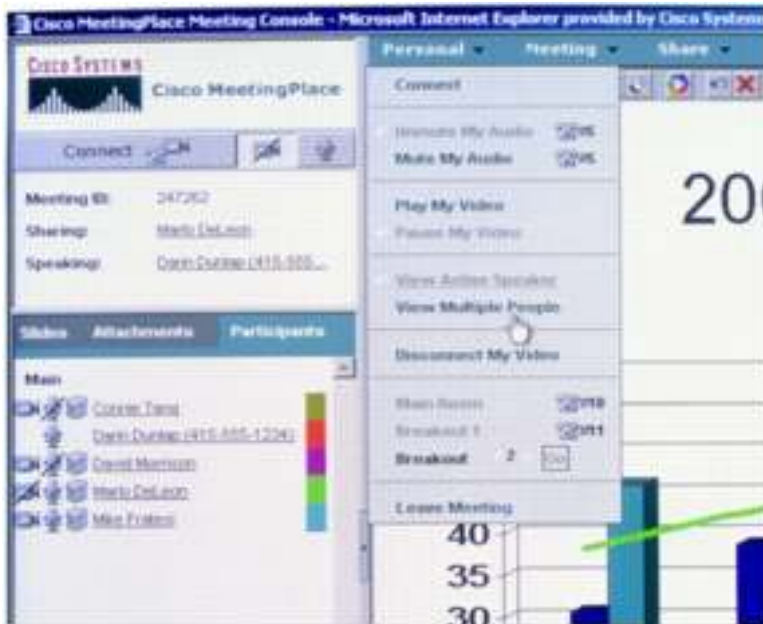 Cisco MeetingPlace Meeting Console - Microsoft Internet Explorer provided by Cisco Systems
CISCO SYSTEMS
Cisco MeetingPlace
Connect
Meeting ID: 247262
Sharing: Mario DeLeon
Speaking: Darin Dunlap (415-555...
Slides Attachments Participants
Main
Connie Tang
Darin Dunlap (415-555-1234)
David Morrison
Mario DeLeon
Mike
Personal Meeting Share
Connect
Unmute My Audio
Mute My Audio
Play My Video
Pause My Video
View Active Speaker
View Multiple People
Disconnect My Video
Main Room
Breakout 1
Breakout 2 Go
Leave Meeting
200
40
35
30